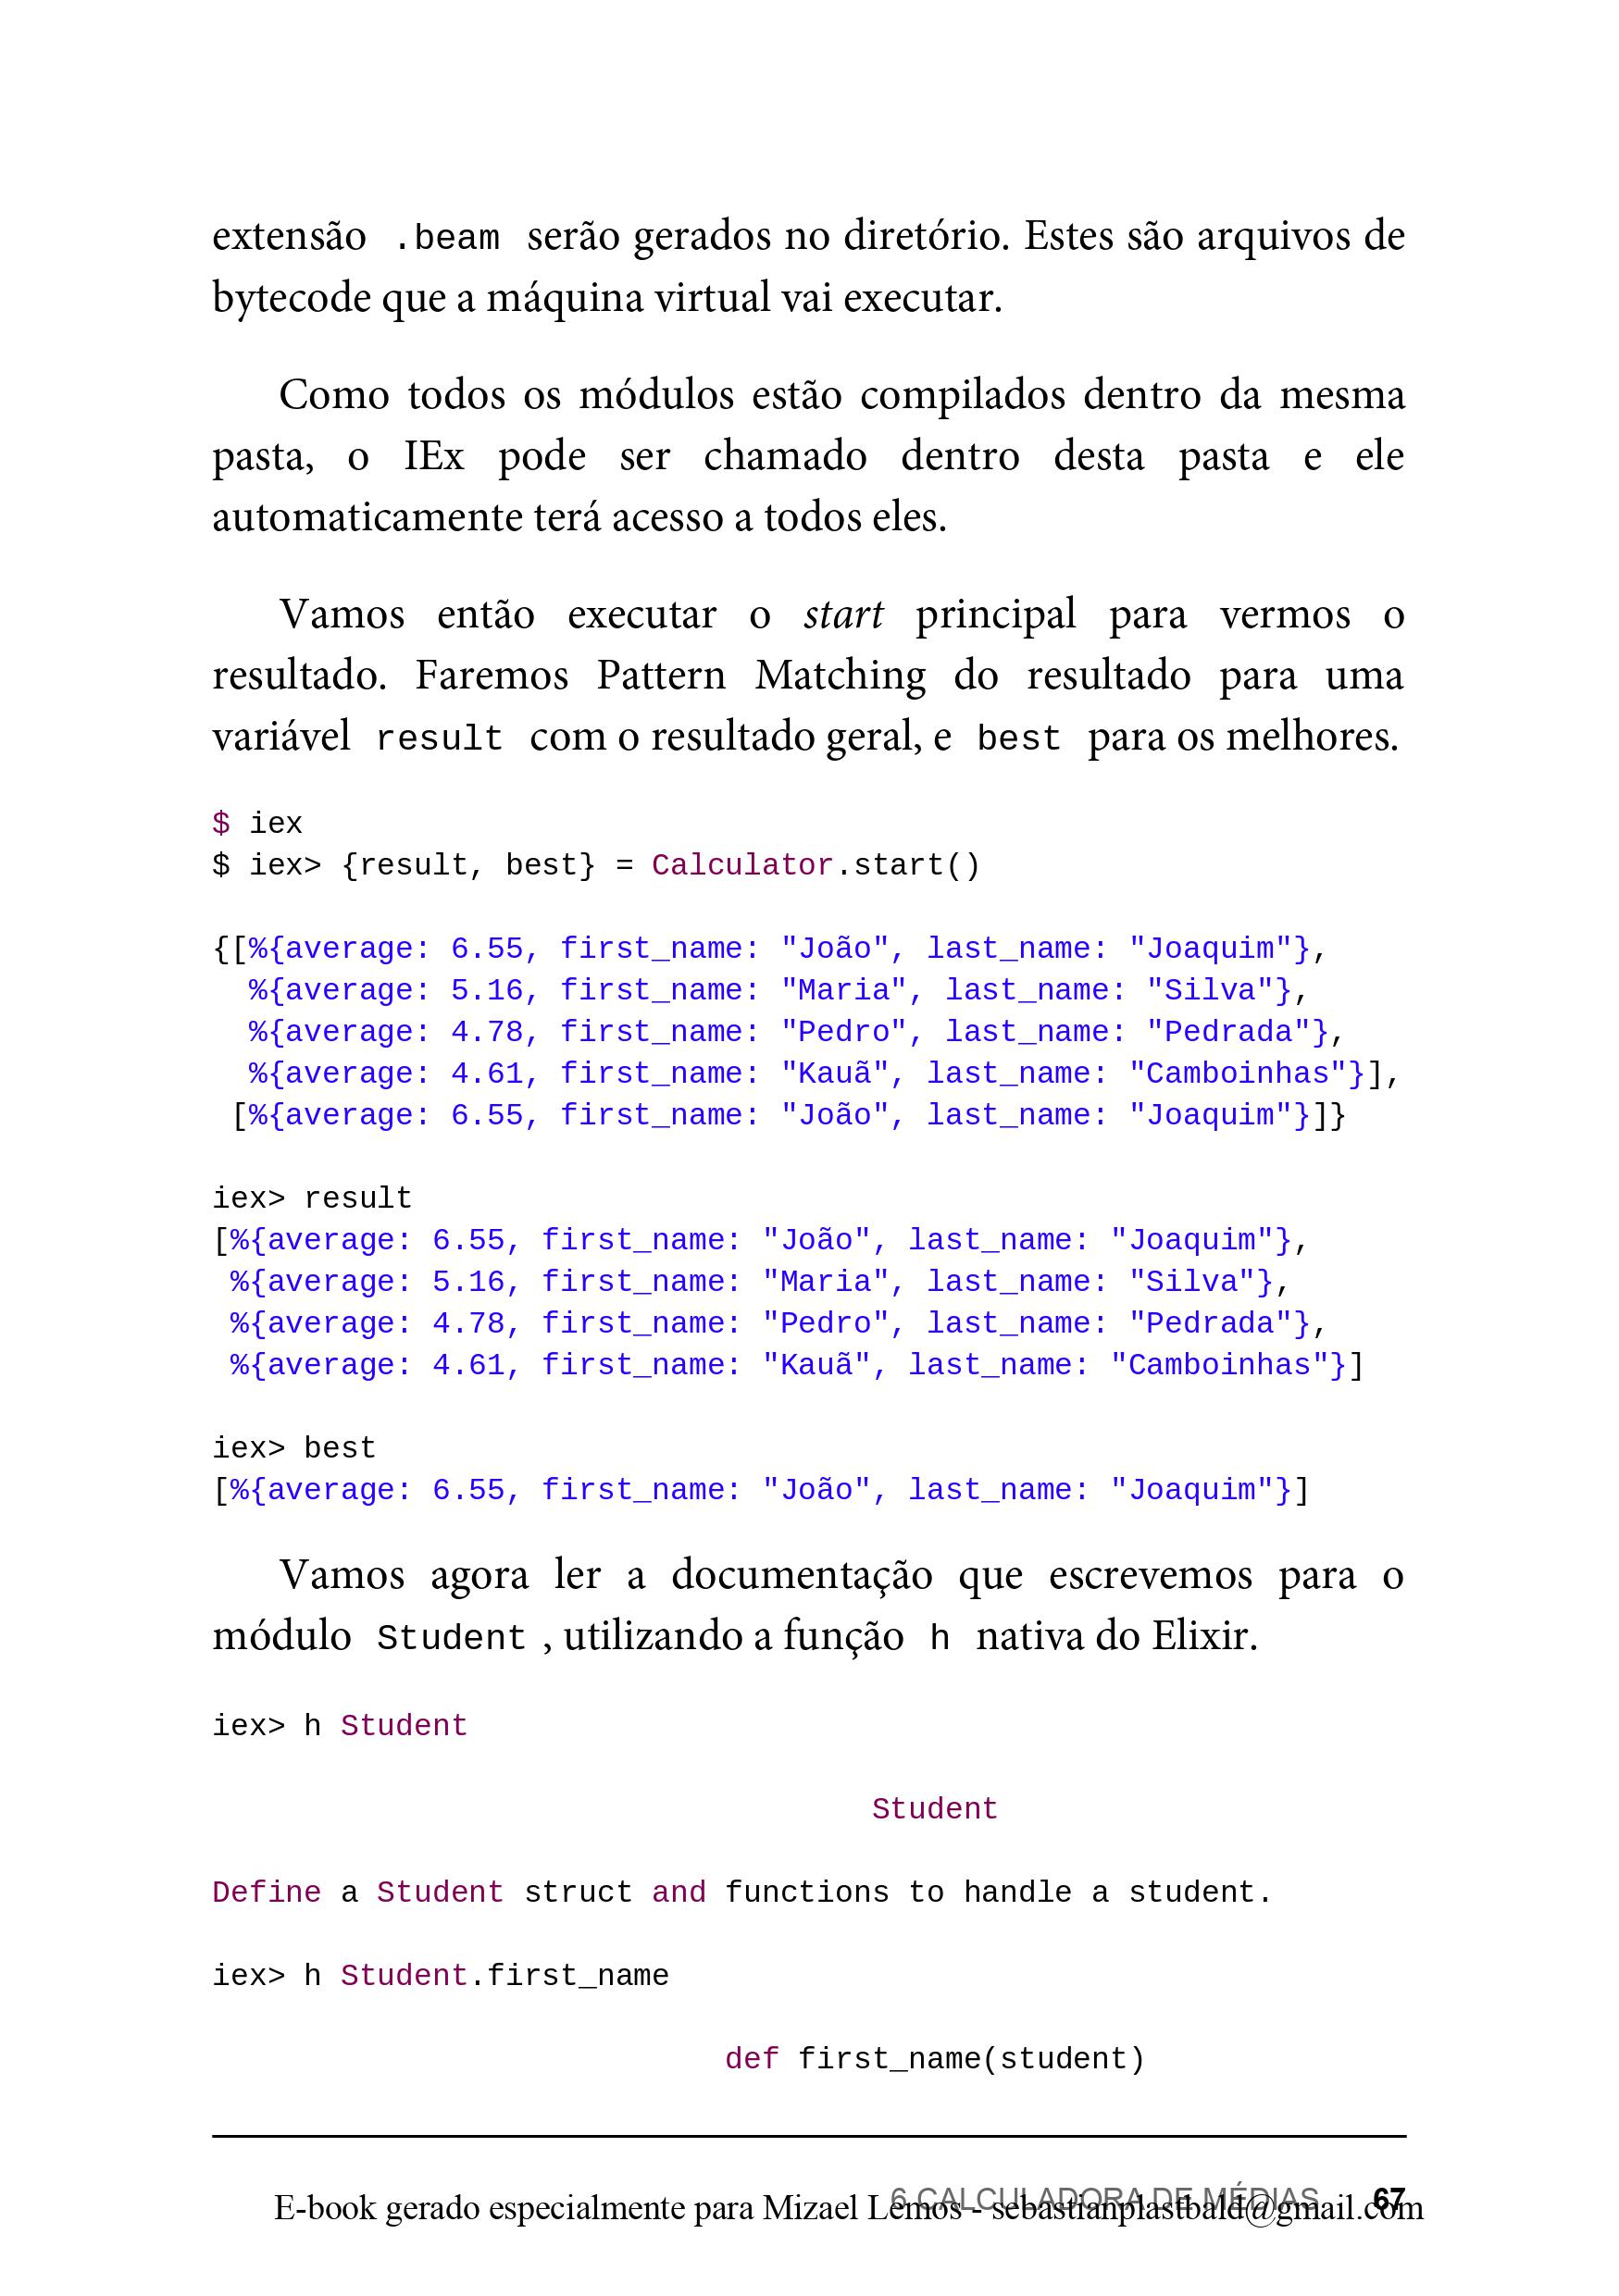 extensão .beam serão gerados no diretório. Estes são arquivos de
bytecode que a máquina virtual vai executar.
Como todos os módulos estão compilados dentro da mesma
pasta, o IEx pode ser chamado dentro desta pasta e ele
automaticamente terá acesso a todos eles.
Vamos então executar o start principal para vermos o
resultado. Faremos Pattern Matching do resultado para uma
variável result com o resultado geral, e best para os melhores.
$ iex
$ iex> {result, best} = Calculator.start()
{[%{average: 6.55, first_name: "João", last_name: "Joaquim"},
  %{average: 5.16, first_name: "Maria", last_name: "Silva"},
  %{average: 4.78, first_name: "Pedro", last_name: "Pedrada"},
  %{average: 4.61, first_name: "Kauã", last_name: "Camboinhas"}],
 [%{average: 6.55, first_name: "João", last_name: "Joaquim"}]}
iex> result
[%{average: 6.55, first_name: "João", last_name: "Joaquim"},
 %{average: 5.16, first_name: "Maria", last_name: "Silva"},
 %{average: 4.78, first_name: "Pedro", last_name: "Pedrada"},
 %{average: 4.61, first_name: "Kauã", last_name: "Camboinhas"}]
iex> best
[%{average: 6.55, first_name: "João", last_name: "Joaquim"}]
Vamos agora ler a documentação que escrevemos para o
módulo Student, utilizando a função h nativa do Elixir.
iex> h Student
Student
Define a Student struct and functions to handle a student.
iex> h Student.first_name
def first_name(student)
6 CALCULADORA DE MÉDIAS 67
E-book gerado especialmente para Mizael Lemos - sebastianplastbald@gmail.com